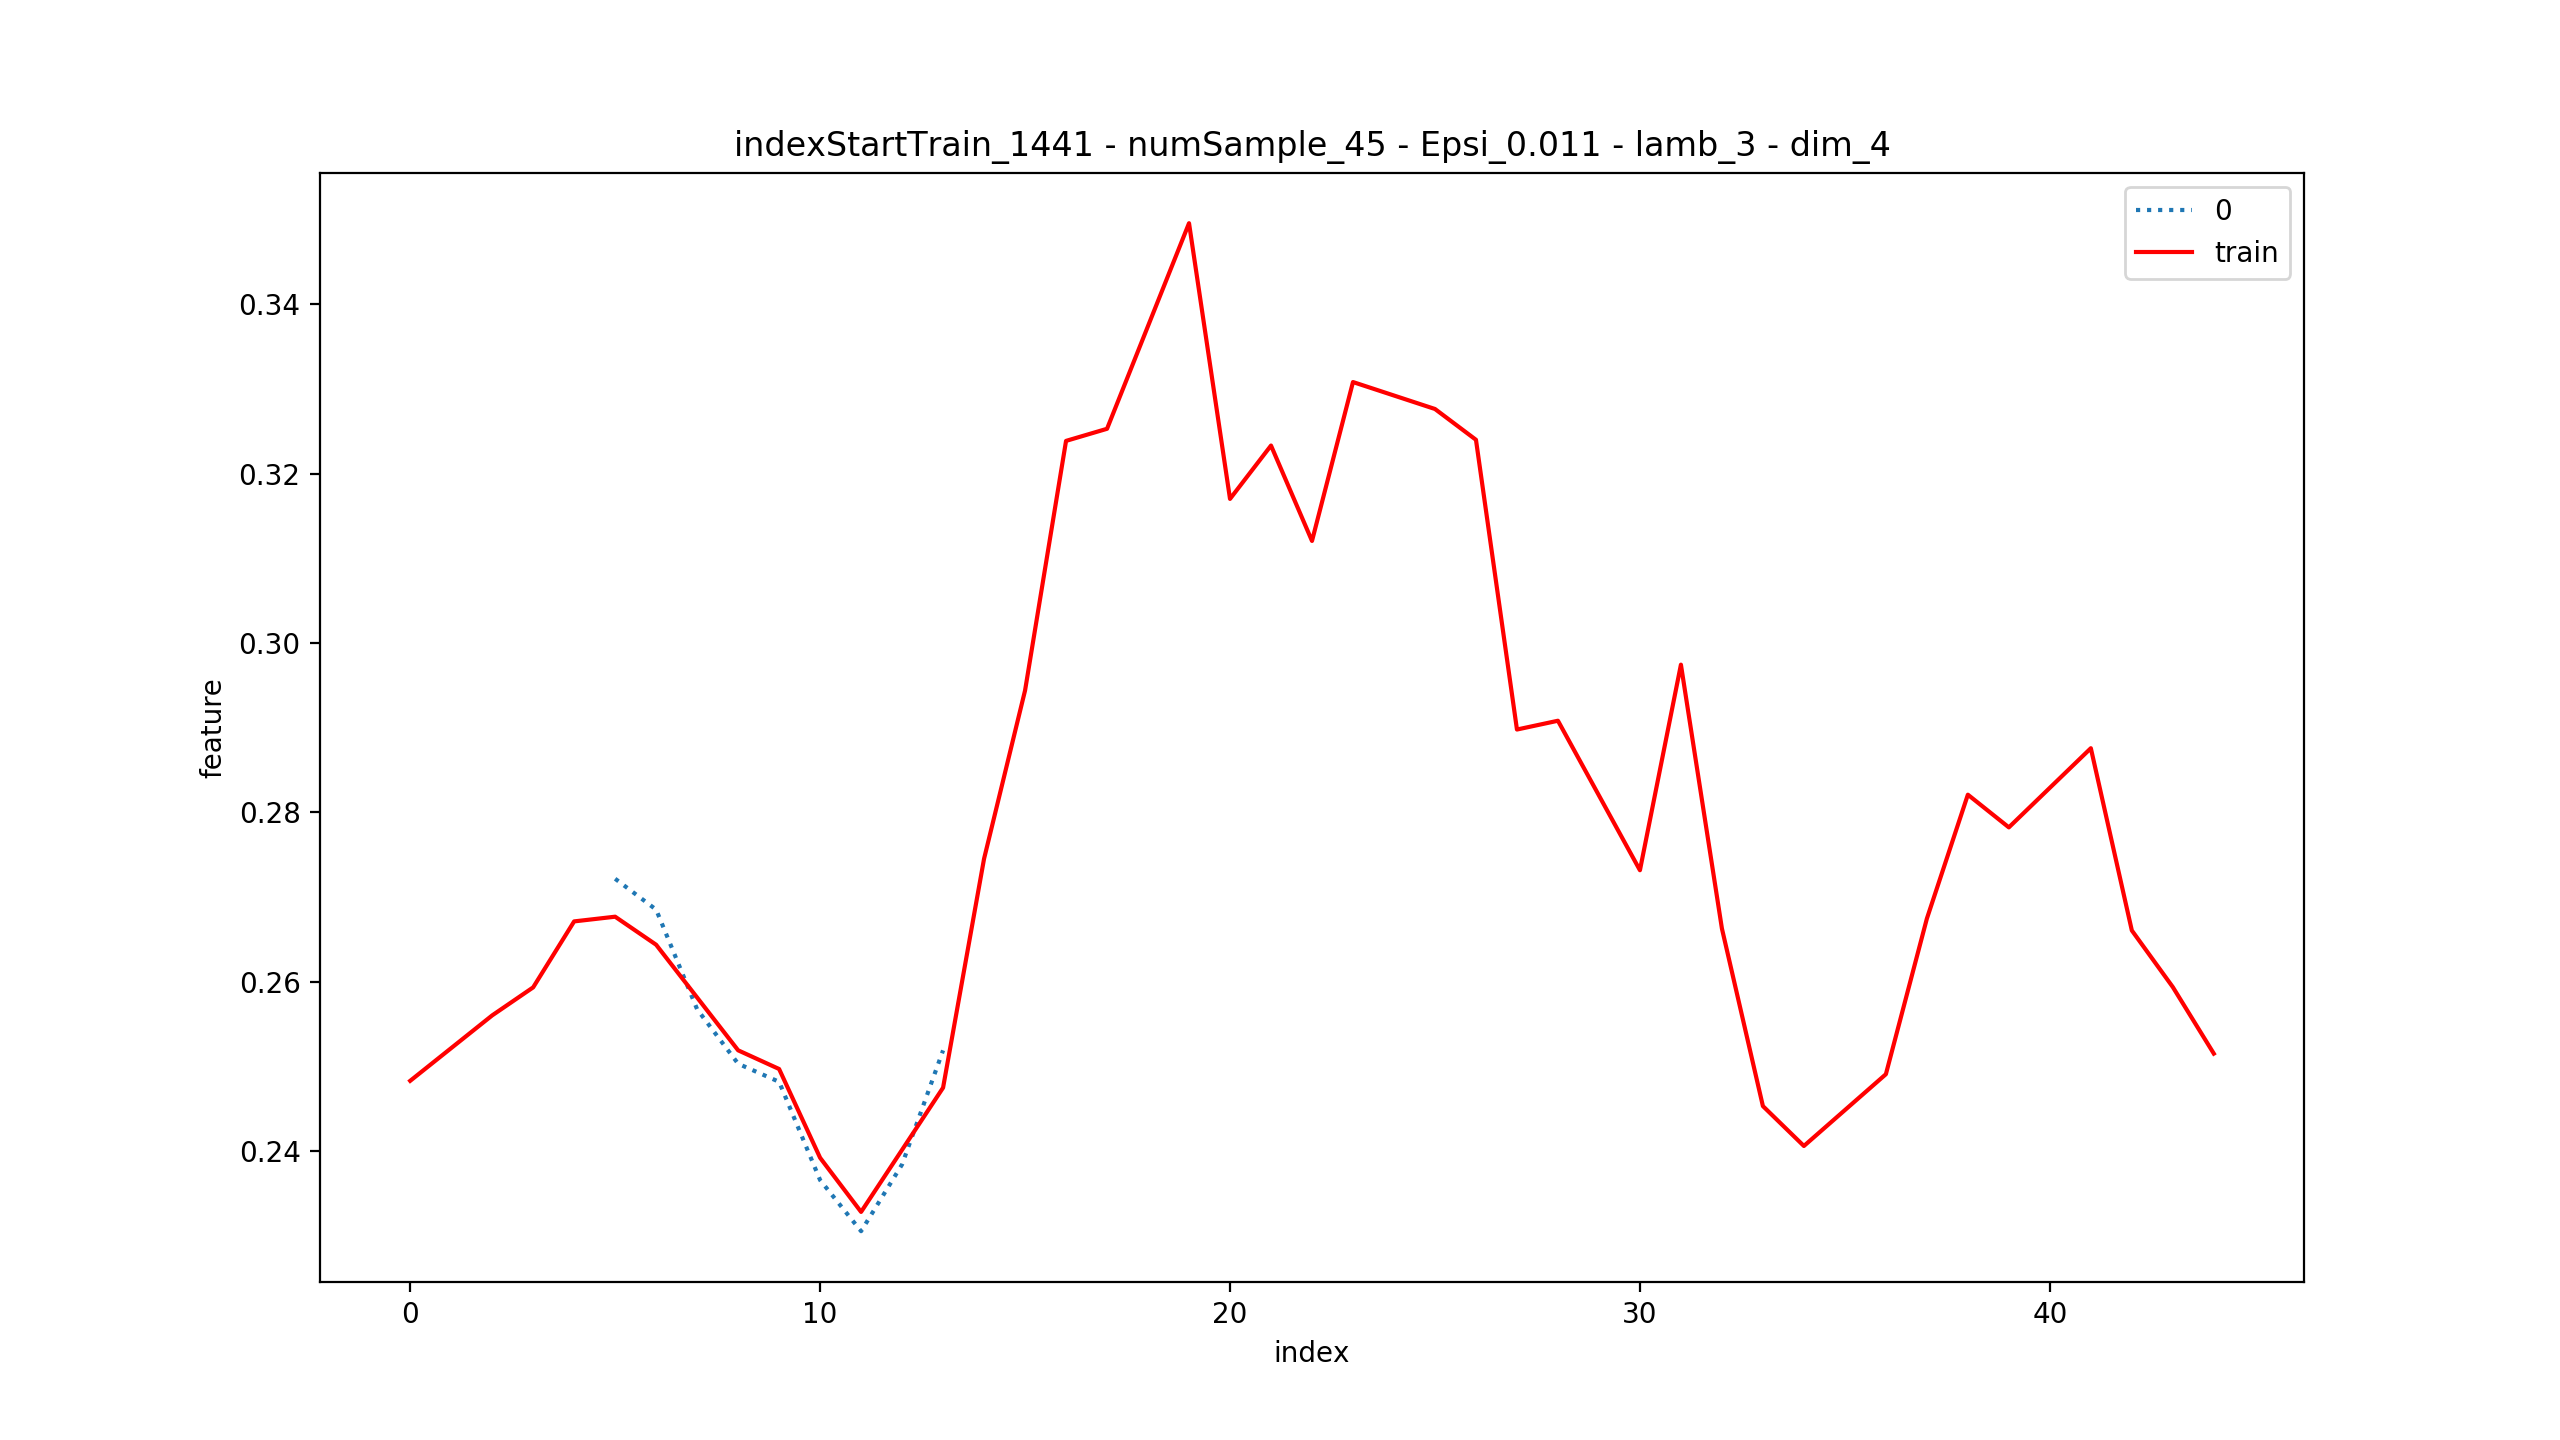 indexStartTrain_1441 - numSample_45 - Epsi_0.011 - lamb_3 - dim_4
0
train
0.34
0.32
0.30
0.28
0.26
0.24
feature
0 10 20 30 40
index